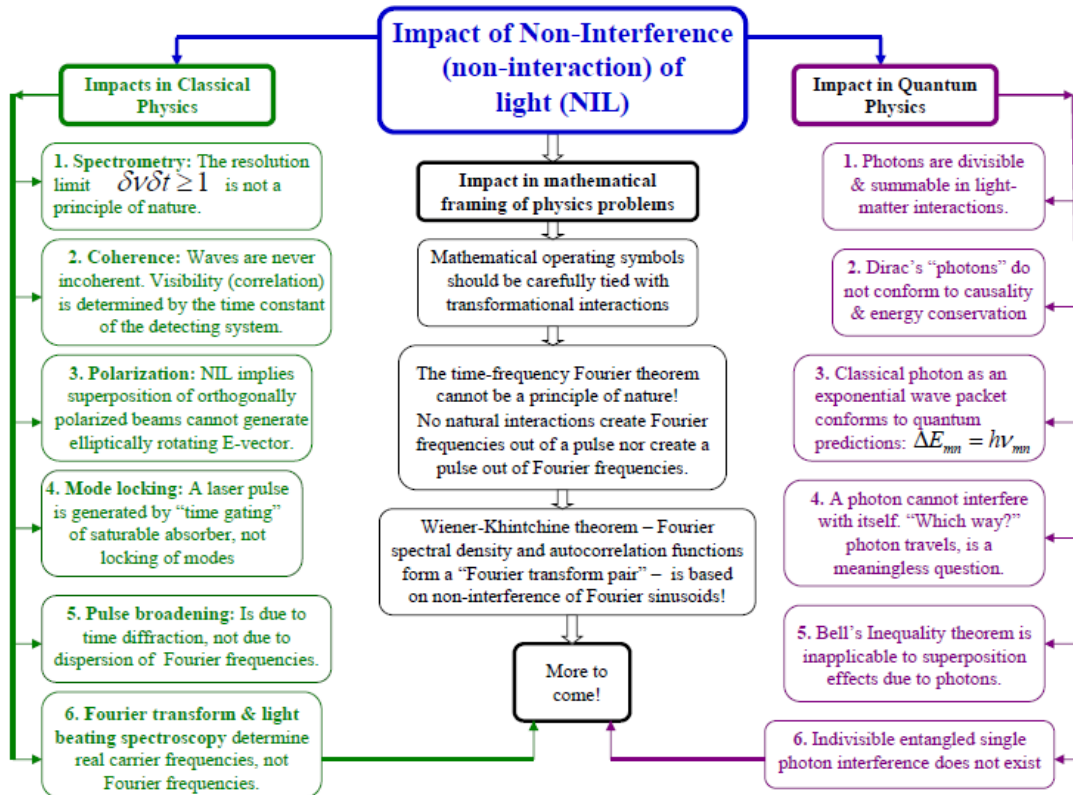 Impact of Non-Interference
(non-interaction) of
light (NIL)
Impacts in Classical
Physics
1. Spectrometry: The resolution
limit δνδt ≥ 1 is not a
principle of nature.
2. Coherence: Waves are never
incoherent. Visibility (correlation)
is determined by the time constant
of the detecting system.
3. Polarization: NIL implies
superposition of orthogonally
polarized beams cannot generate
elliptically rotating E-vector.
4. Mode locking: A laser pulse
is generated by “time gating”
of saturable absorber, not
locking of modes
5. Pulse broadening: Is due to
time diffraction, not due to
dispersion of Fourier frequencies.
6. Fourier transform & light
beating spectroscopy determine
real carrier frequencies, not
Fourier frequencies.
Impact in mathematical
framing of physics problems
Mathematical operating symbols
should be carefully tied with
transformational interactions
The time-frequency Fourier theorem
cannot be a principle of nature!
No natural interactions create Fourier
frequencies out of a pulse nor create a
pulse out of Fourier frequencies.
Wiener-Khintchine theorem – Fourier
spectral density and autocorrelation functions
form a “Fourier transform pair” – is based
on non-interference of Fourier sinusoids!
More to
come!
Impact in Quantum
Physics
1. Photons are divisible
& summable in light-
matter interactions.
2. Dirac’s “photons” do
not conform to causality
& energy conservation
3. Classical photon as an
exponential wave packet
conforms to quantum
predictions: ΔE_mn = hν_mn
4. A photon cannot interfere
with itself. “Which way?”
photon travels, is a
meaningless question.
5. Bell’s Inequality theorem is
inapplicable to superposition
effects due to photons.
6. Indivisible entangled single
photon interference does not exist